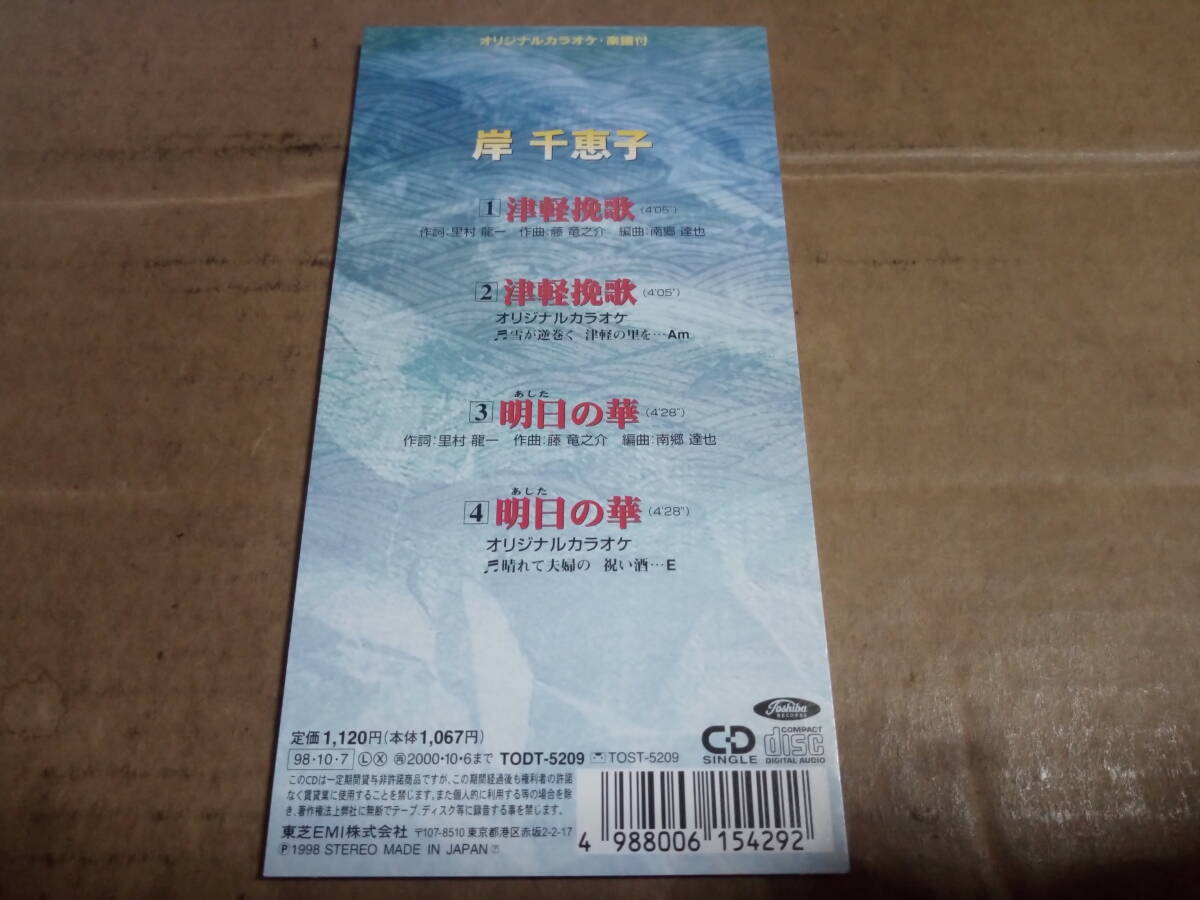 オリジナルカラオケ・楽譜付
岸 千恵子
1 津軽挽歌 (4'05")
作詞:里村 龍一 作曲:藤 竜之介 編曲:南郷 達也
2 津軽挽歌 (4'05")
オリジナルカラオケ
♬雪が逆巻く 津軽の里を…Am
あした
3 明日の華 (4'28")
作詞:里村 龍一 作曲:藤 竜之介 編曲:南郷 達也
あした
4 明日の華 (4'28")
オリジナルカラオケ
♬晴れて夫婦の 祝い酒…E
Toshiba
RECORDS
定価1,120円(本体1,067円)
98・10・7 Ⓛ Ⓧ ㊢2000・10・6まで TODT-5209 TOST-5209
CD SINGLE
COMPACT disc DIGITAL AUDIO
このCDは一定期間貸与非許諾商品ですが、この期間経過後も権利者の許諾
なく賃貸業に使用することを禁じます。また個人的に利用する等の場合を除
き、著作権法上弊社に無断でテープ、ディスク等に録音する事を禁じます。
東芝EMI株式会社 〒107-8510 東京都港区赤坂2-2-17
Ⓟ1998 STEREO MADE IN JAPAN
4 988006 154292